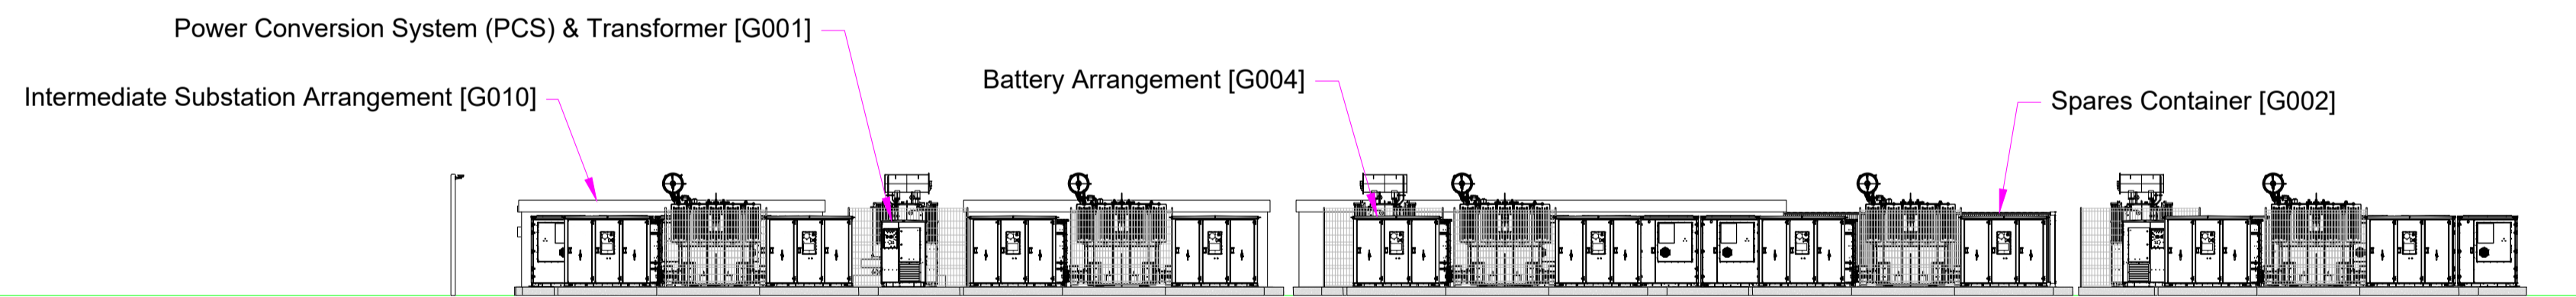 Power Conversion System (PCS) & Transformer [G001]
Battery Arrangement [G004]
Intermediate Substation Arrangement [G010]
Spares Container [G002]